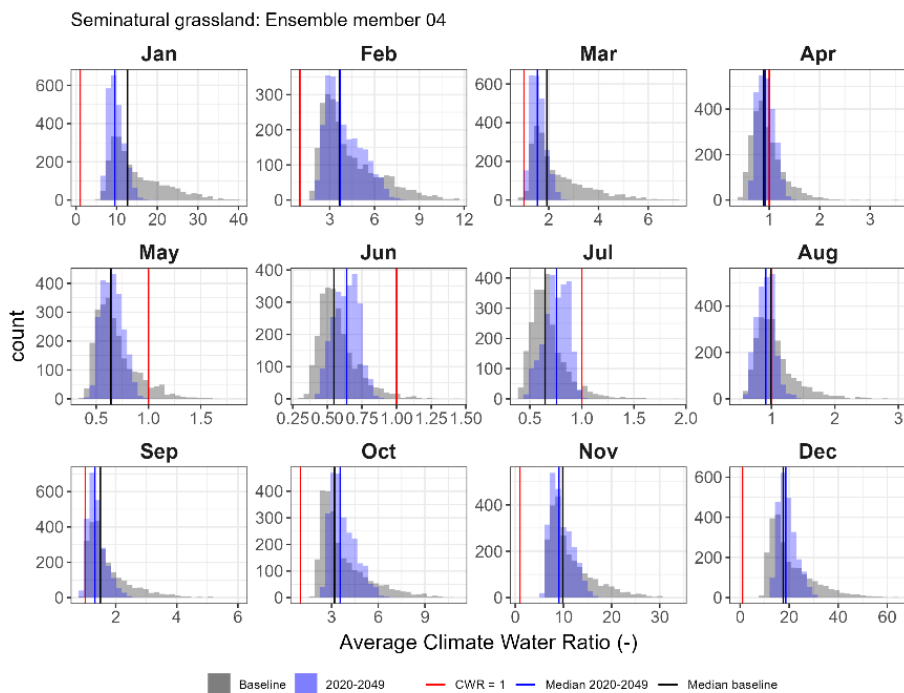 Seminatural grassland: Ensemble member 04
Jan Feb Mar Apr
600 400 200 0
300 200 100 0
600 400 200 0
400 200 0
0 10 20 30 40
3 6 9 12
2 4 6
1 2 3
May Jun Jul Aug
count
400 300 200 100 0
400 300 200 100 0
400 300 200 100 0
400 200 0
0.5 1.0 1.5
0.25 0.50 0.75 1.00 1.25 1.50
0.5 1.0 1.5 2.0
1 2 3
Sep Oct Nov Dec
600 400 200 0
400 300 200 100 0
400 200 0
600 400 200 0
2 4 6
3 6 9
0 10 20 30
0 20 40 60
Average Climate Water Ratio (-)
Baseline 2020-2049 CWR = 1 Median 2020-2049 Median baseline